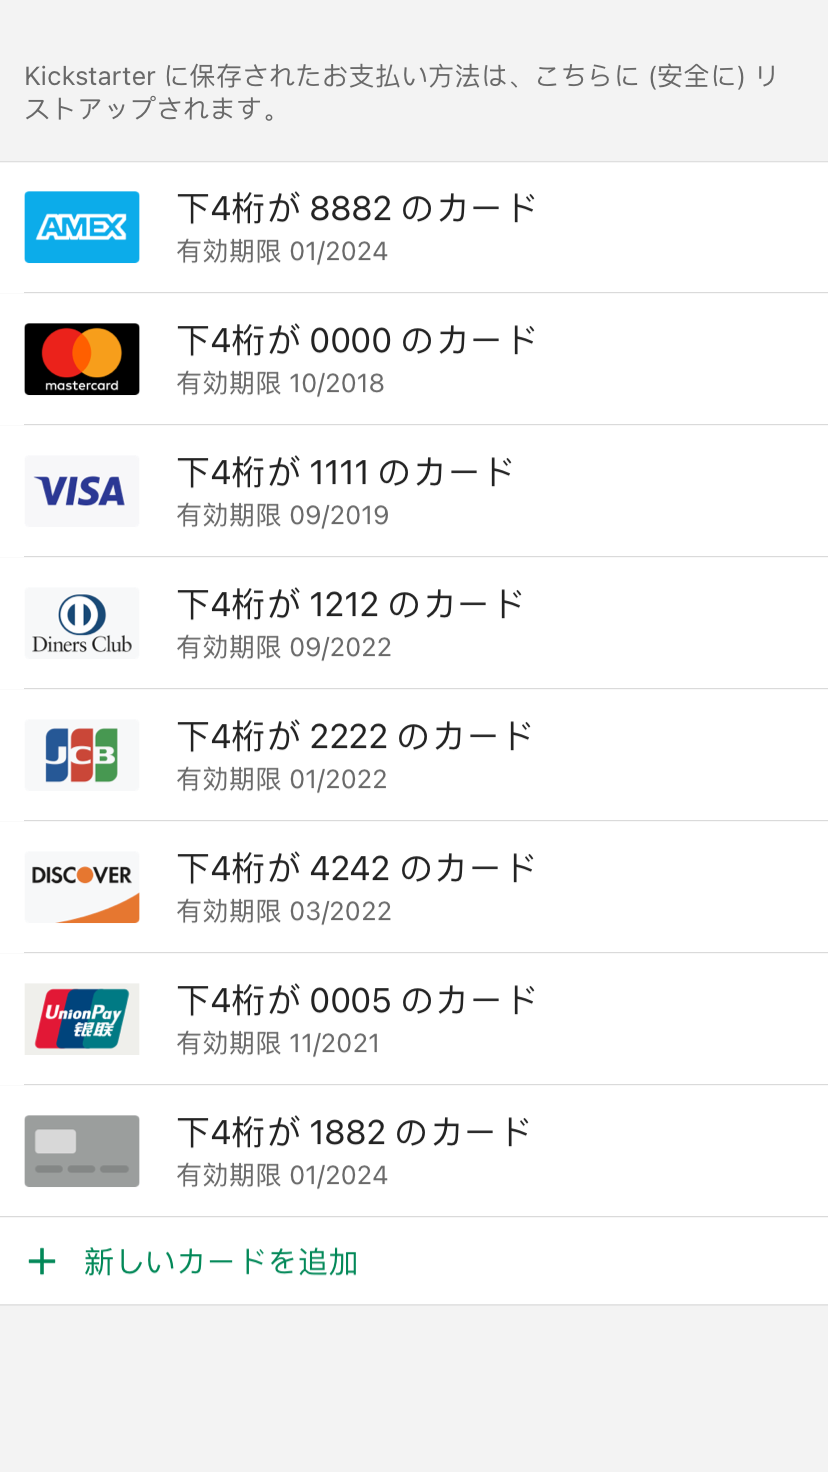 Kickstarter に保存されたお支払い方法は、こちらに (安全に) リ
ストアップされます。
AMEX
下4桁が 8882 のカード
有効期限 01/2024
mastercard
下4桁が 0000 のカード
有効期限 10/2018
VISA
下4桁が 1111 のカード
有効期限 09/2019
Diners Club
下4桁が 1212 のカード
有効期限 09/2022
JCB
下4桁が 2222 のカード
有効期限 01/2022
DISCOVER
下4桁が 4242 のカード
有効期限 03/2022
UnionPay
银联
下4桁が 0005 のカード
有効期限 11/2021
下4桁が 1882 のカード
有効期限 01/2024
+ 新しいカードを追加